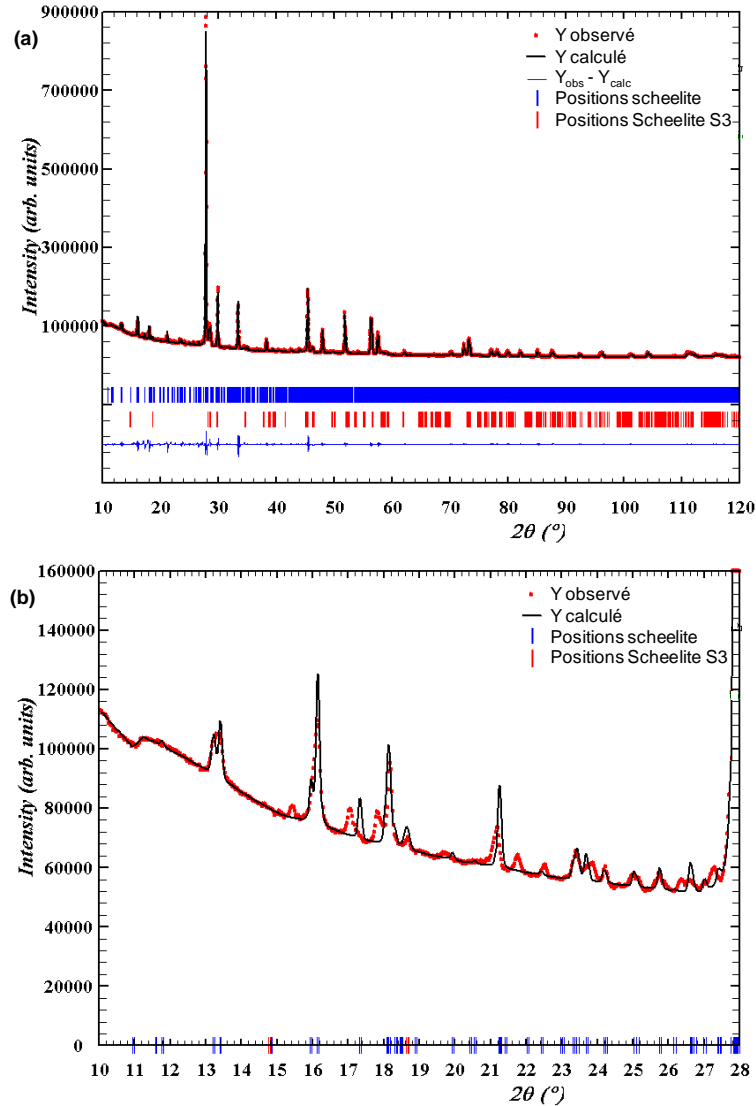 (a)
900000
700000
500000
300000
100000
Intensity (arb. units)
Y observé
Y calculé
Yobs - Ycalc
Positions scheelite
Positions Scheelite S3
10 20 30 40 50 60 70 80 90 100 110 120
2θ (°)
(b)
160000
140000
120000
100000
80000
60000
40000
20000
0
Intensity (arb. units)
Y observé
Y calculé
Positions scheelite
Positions Scheelite S3
10 11 12 13 14 15 16 17 18 19 20 21 22 23 24 25 26 27 28
2θ (°)